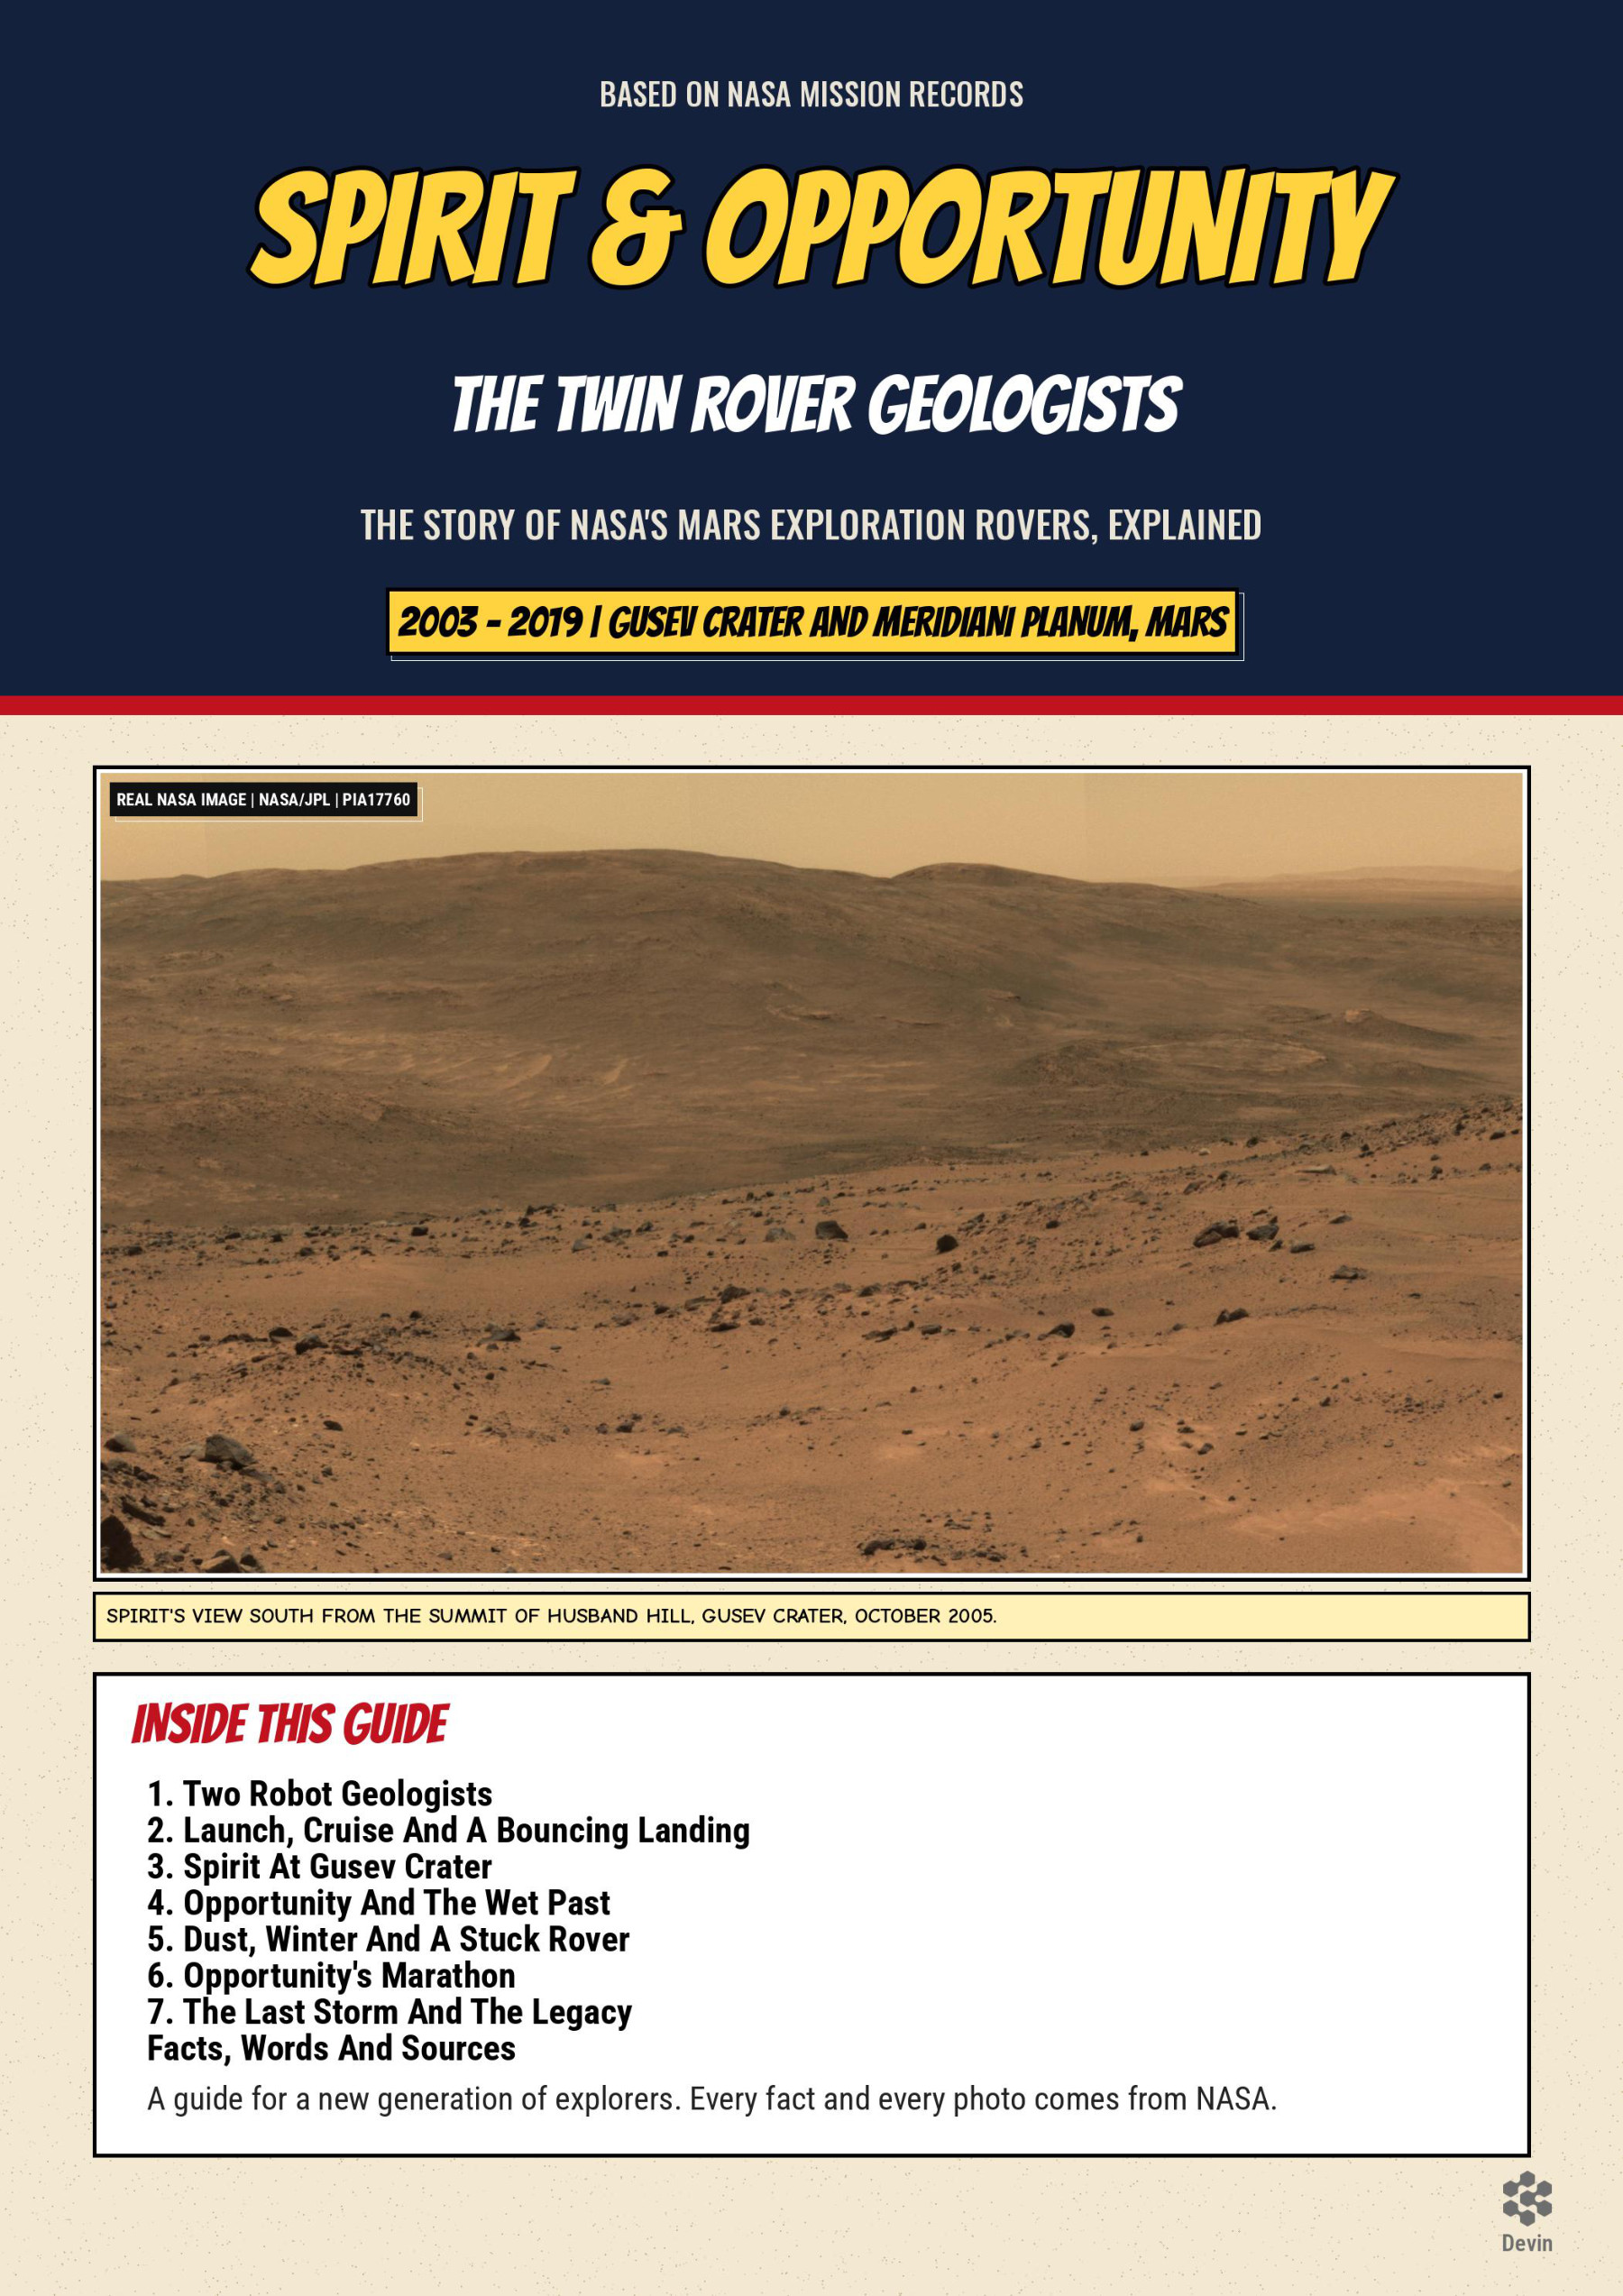 BASED ON NASA MISSION RECORDS
SPIRIT & OPPORTUNITY
THE TWIN ROVER GEOLOGISTS
THE STORY OF NASA'S MARS EXPLORATION ROVERS, EXPLAINED
2003 - 2019 | GUSEV CRATER AND MERIDIANI PLANUM, MARS
REAL NASA IMAGE | NASA/JPL | PIA17760
SPIRIT'S VIEW SOUTH FROM THE SUMMIT OF HUSBAND HILL, GUSEV CRATER, OCTOBER 2005.
INSIDE THIS GUIDE
1. Two Robot Geologists
2. Launch, Cruise And A Bouncing Landing
3. Spirit At Gusev Crater
4. Opportunity And The Wet Past
5. Dust, Winter And A Stuck Rover
6. Opportunity's Marathon
7. The Last Storm And The Legacy
Facts, Words And Sources
A guide for a new generation of explorers. Every fact and every photo comes from NASA.
Devin